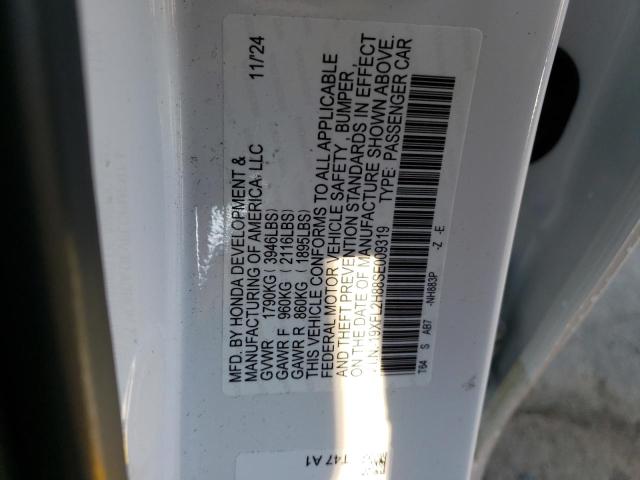 MFD. BY HONDA DEVELOPMENT & 11/'24
MANUFACTURING OF AMERICA, LLC
GVWR 1790KG ( 3946LBS)
GAWR F 960KG ( 2116LBS)
GAWR R 860KG ( 1895LBS)
THIS VEHICLE CONFORMS TO ALL APPLICABLE
FEDERAL MOTOR VEHICLE SAFETY, BUMPER,
AND THEFT PREVENTION STANDARDS IN EFFECT
ON THE DATE OF MANUFACTURE SHOWN ABOVE.
19XFL2H88SE009319 TYPE: PASSENGER CAR
T64 S AB7 -NH883P -Z -E
T47 A1